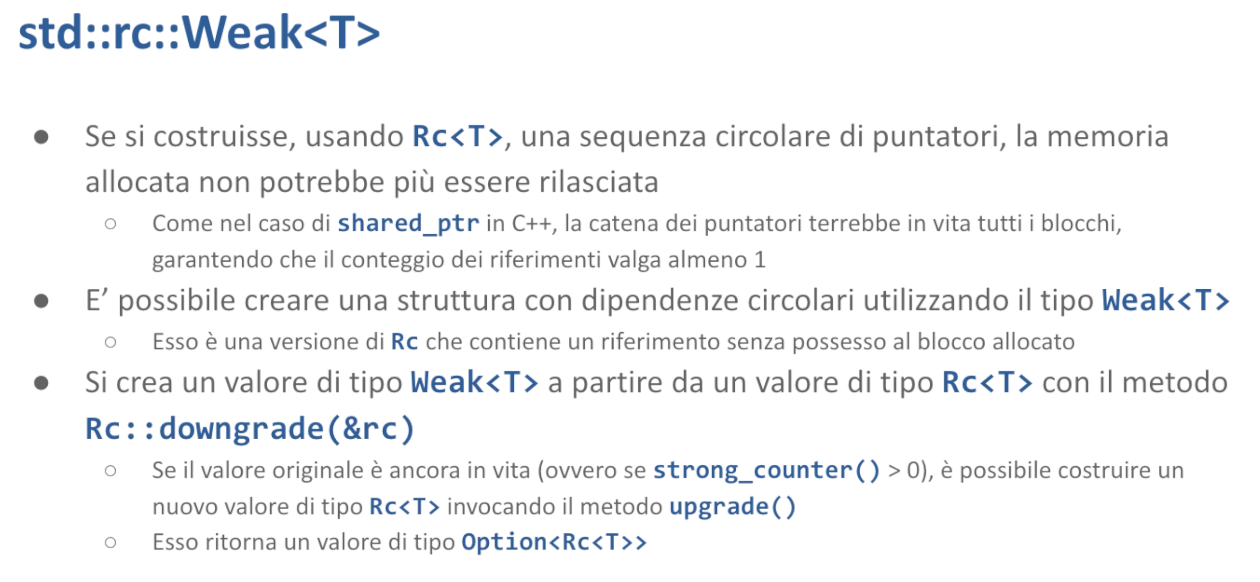 std::rc::Weak<T>
● Se si costruisse, usando Rc<T>, una sequenza circolare di puntatori, la memoria
allocata non potrebbe più essere rilasciata
○ Come nel caso di shared_ptr in C++, la catena dei puntatori terrebbe in vita tutti i blocchi,
garantendo che il conteggio dei riferimenti valga almeno 1
● E’ possibile creare una struttura con dipendenze circolari utilizzando il tipo Weak<T>
○ Esso è una versione di Rc che contiene un riferimento senza possesso al blocco allocato
● Si crea un valore di tipo Weak<T> a partire da un valore di tipo Rc<T> con il metodo
Rc::downgrade(&rc)
○ Se il valore originale è ancora in vita (ovvero se strong_counter() > 0), è possibile costruire un
nuovo valore di tipo Rc<T> invocando il metodo upgrade()
○ Esso ritorna un valore di tipo Option<Rc<T>>